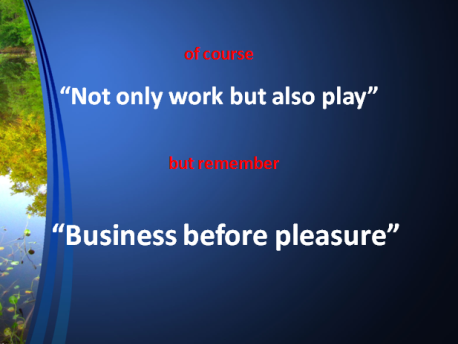 of course
“Not only work but also play”
but remember
“Business before pleasure”